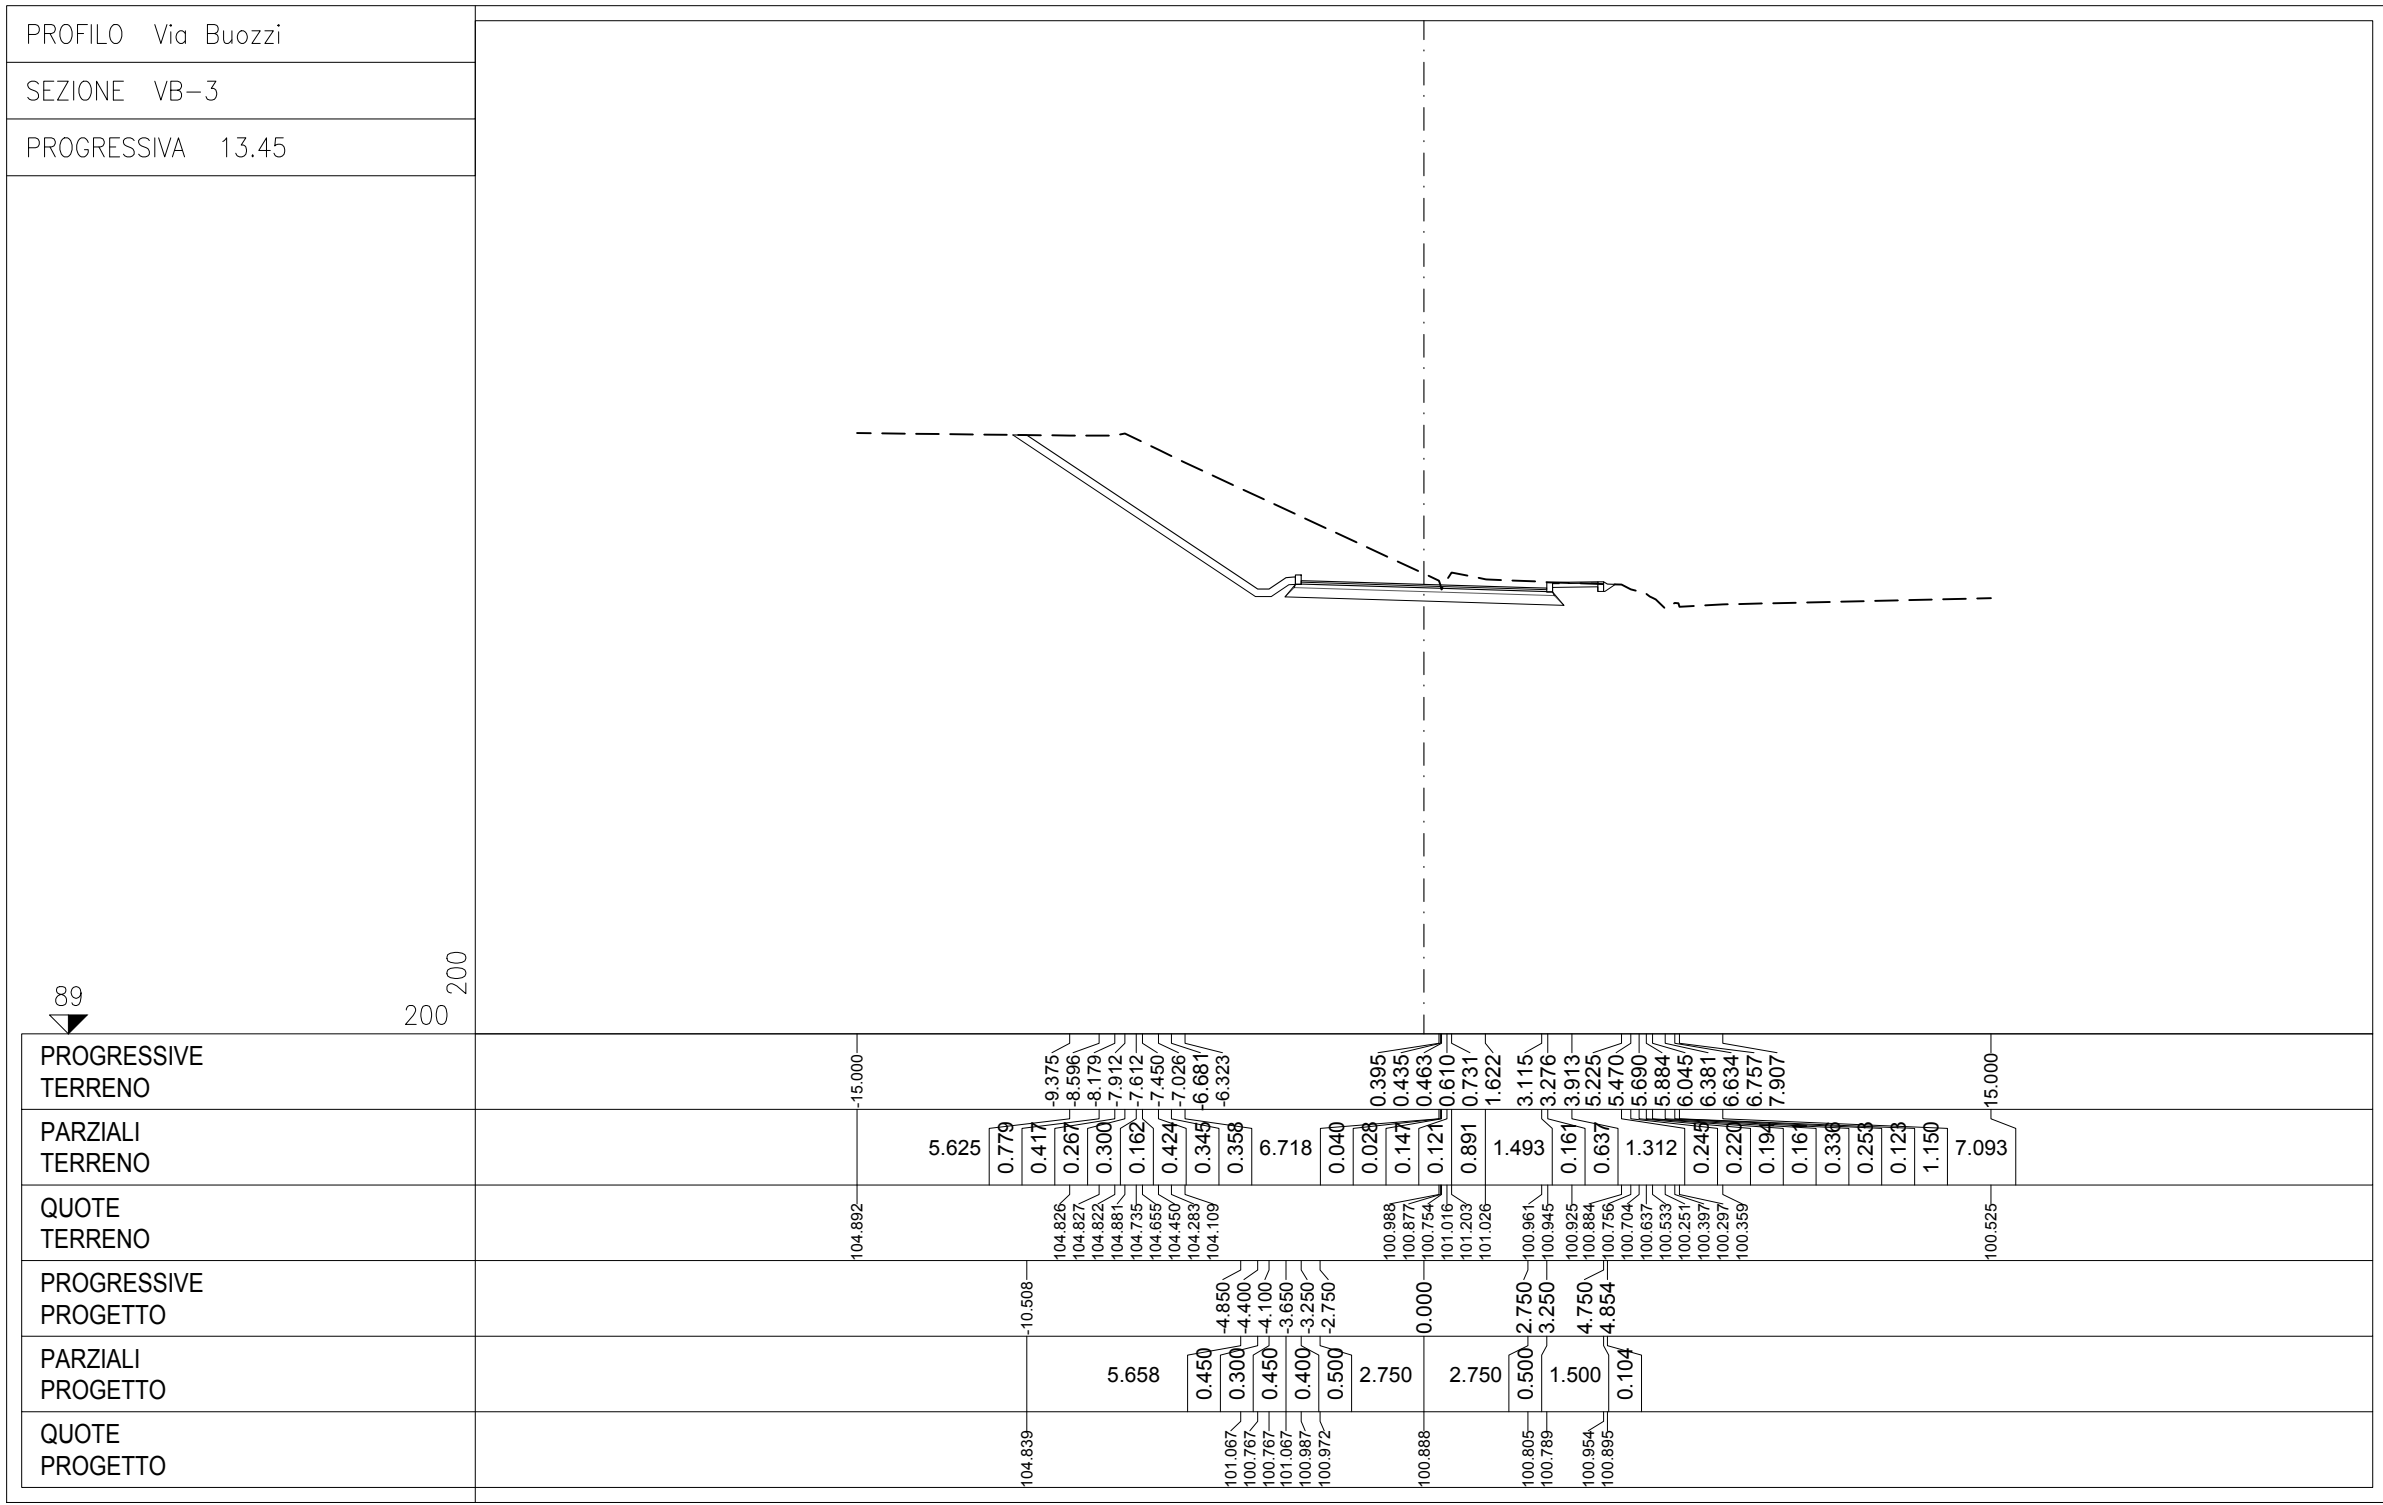 PROFILO Via Buozzi
SEZIONE VB-3
PROGRESSIVA 13.45
200
89
200
PROGRESSIVE
TERRENO
-15.000 -9.375 -8.596 -8.179 -7.912 -7.612 -7.450 -7.026 -6.681 -6.323 0.395 0.435 0.463 0.610 0.731 1.622 3.115 3.276 3.913 5.225 5.470 5.690 5.884 6.045 6.381 6.634 6.757 7.907 15.000
PARZIALI
TERRENO
5.625 0.779 0.417 0.267 0.300 0.162 0.424 0.345 0.358 6.718 0.040 0.028 0.147 0.121 0.891 1.493 0.161 0.637 1.312 0.245 0.220 0.194 0.161 0.336 0.253 0.123 1.150 7.093
QUOTE
TERRENO
104.892 104.826 104.827 104.822 104.881 104.735 104.655 104.450 104.283 104.109 100.988 100.877 100.754 101.016 101.203 101.026 100.961 100.945 100.925 100.884 100.756 100.704 100.637 100.533 100.251 100.397 100.297 100.359 100.525
PROGRESSIVE
PROGETTO
-10.508 -4.850 -4.400 -4.100 -3.650 -3.250 -2.750 0.000 2.750 3.250 4.750 4.854
PARZIALI
PROGETTO
5.658 0.450 0.300 0.450 0.400 0.500 2.750 2.750 0.500 1.500 0.104
QUOTE
PROGETTO
104.839 101.067 100.767 100.767 101.067 100.987 100.972 100.888 100.805 100.789 100.954 100.895